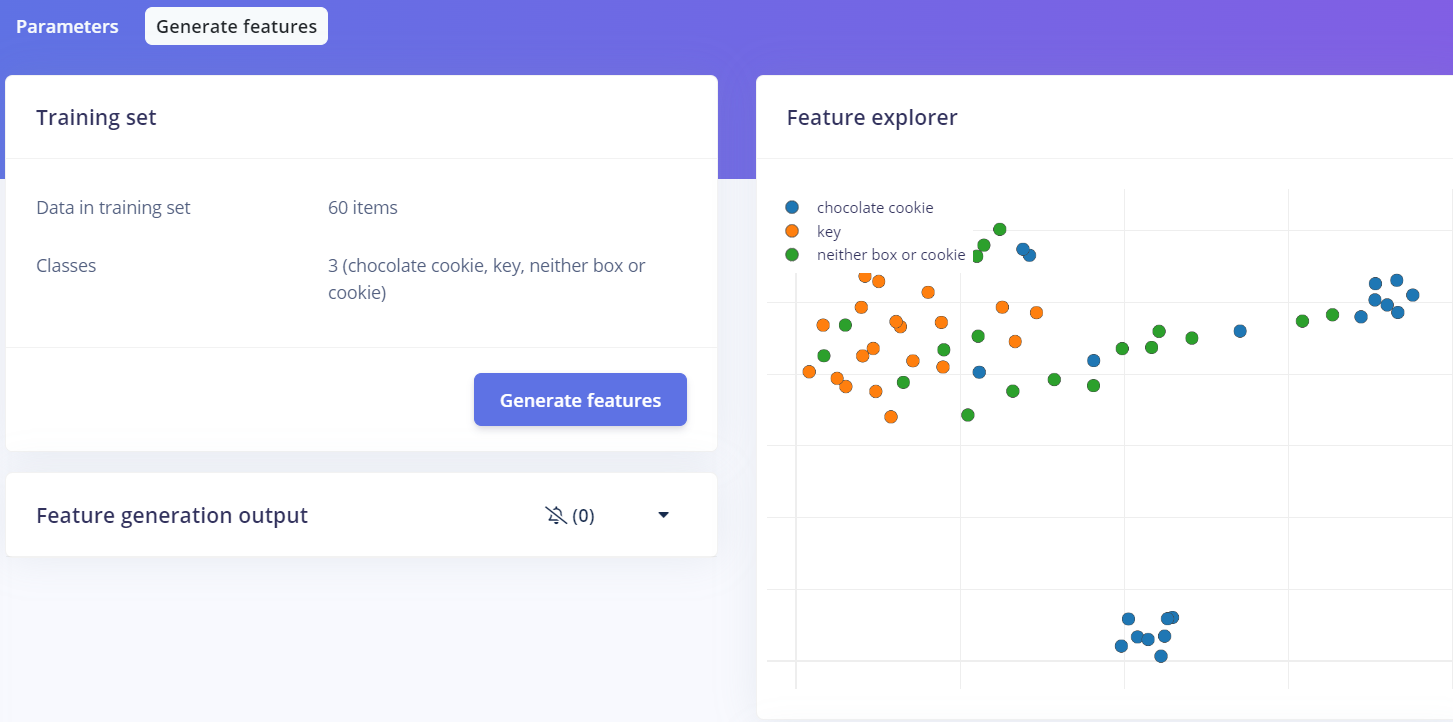 Parameters
Generate features
Training set
Data in training set
60 items
Classes
3 (chocolate cookie, key, neither box or
cookie)
Generate features
Feature generation output
(0)
Feature explorer
chocolate cookie
key
neither box or cookie